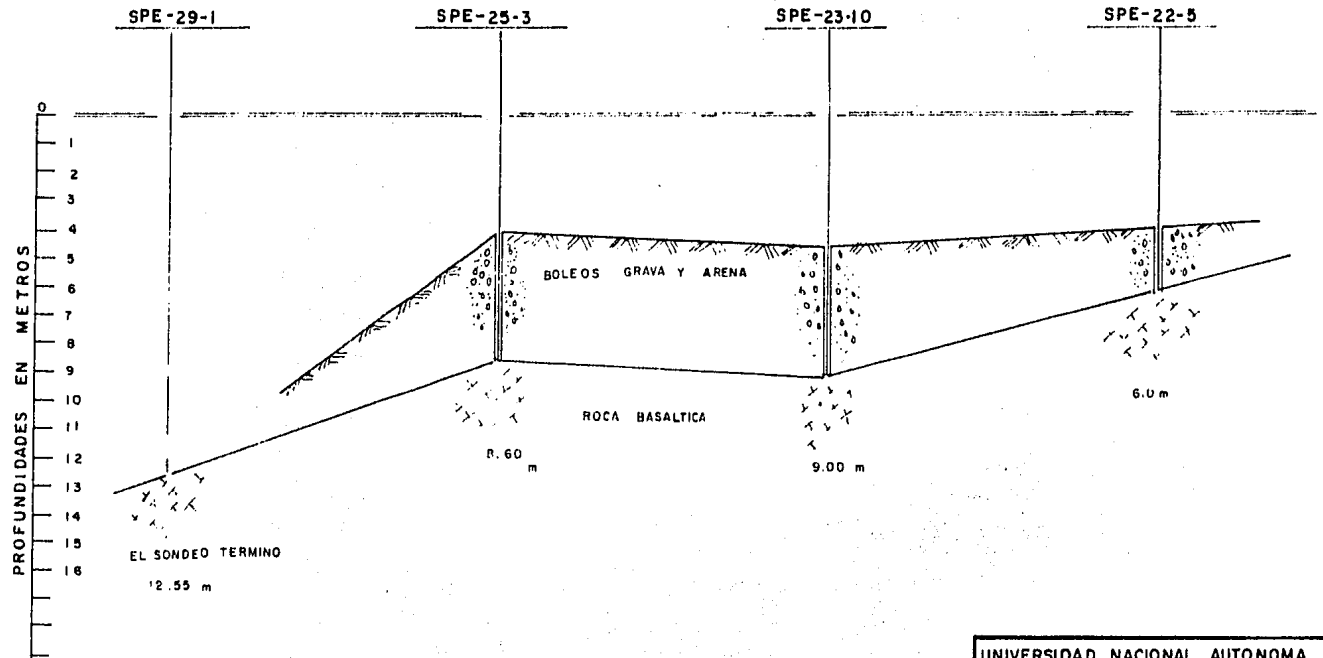 SPE-29-1
SPE-25-3
SPE-23-10
SPE-22-5
PROFUNDIDADES EN METROS
0
1
2
3
4
5
6
7
8
9
10
11
12
13
14
15
16
BOLEOS GRAVA Y ARENA
ROCA BASALTICA
8.60 m
9.00 m
6.0 m
EL SONDEO TERMINO
12.55 m
UNIVERSIDAD NACIONAL AUTONOMA